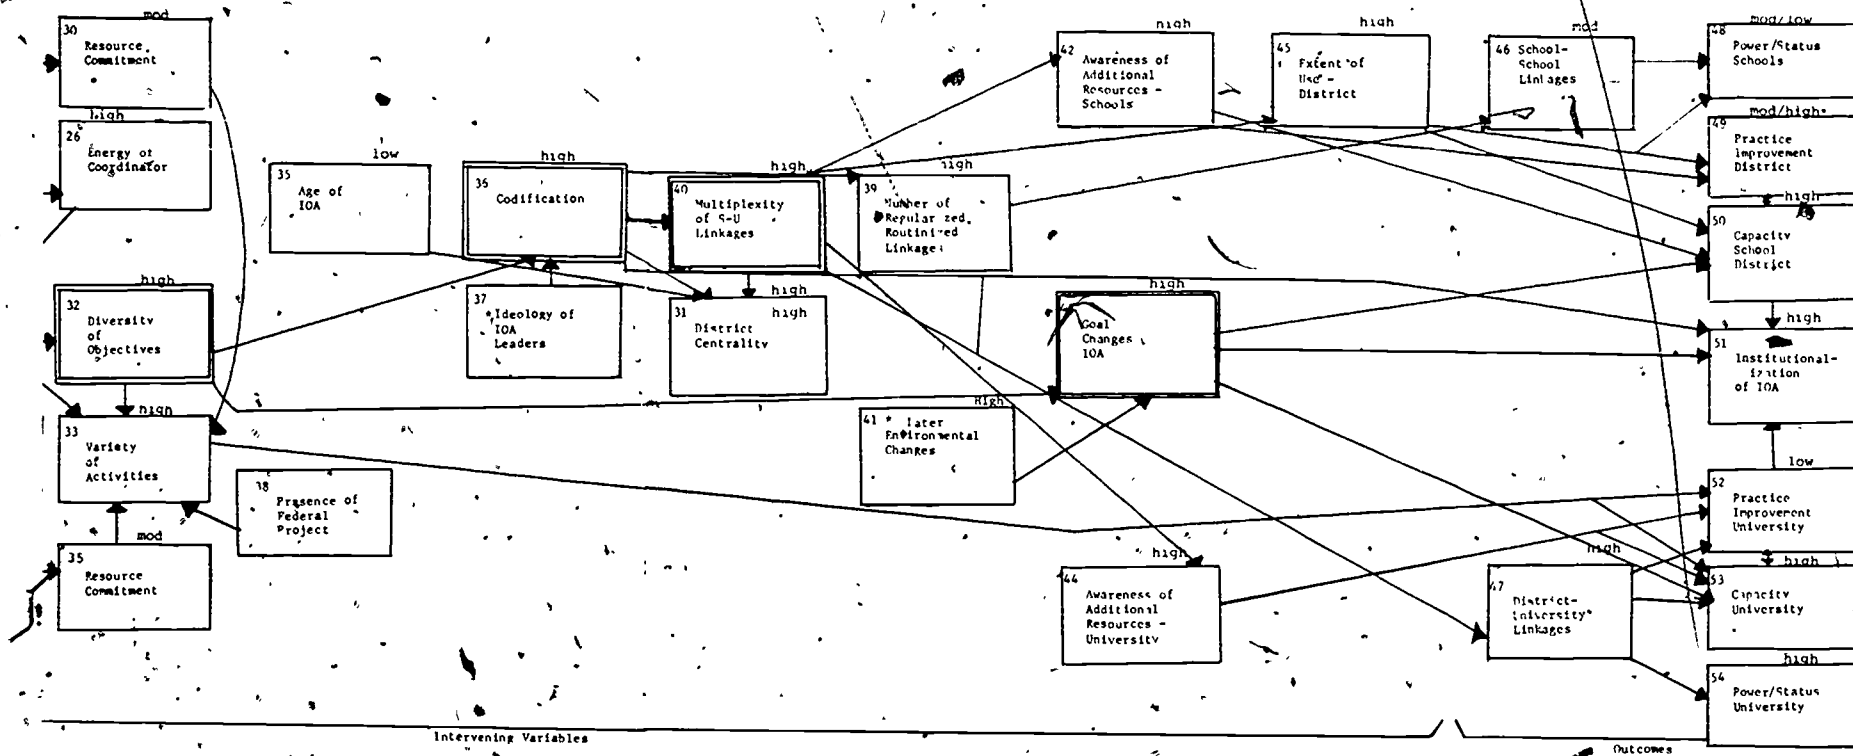 mod
30
Resource
Commitment
high
26
Energy of
Coordinator
high
32
Diversity
of
Objectives
high
33
Variety
of
Activities
mod
35
Resource
Commitment
38
Presence of
Federal
Project
low
35
Age of
IOA
high
36
Codification
37
*Ideology of
IOA
Leaders
high
40
Multiplexity
of S-U
Linkages
high
high
31
District
Centrality
high
39
Number of
Regularized,
Routinized
Linkages
High
41 * Later
Environmental
Changes
high
42
Awareness of
Additional
Resources -
Schools
high
Goal
Changes
IOA
high
44
Awareness of
Additional
Resources -
University
high
45
Extent of
Use -
District
mod
46 School-
School
Linkages
high
47
District-
University
Linkages
mod/low
48
Power/Status
Schools
mod/high
49
Practice
Improvement
District
high
50
Capacity
School
District
high
51
Institutional-
ization
of IOA
low
52
Practice
Improvement
University
high
53
Capacity
University
high
54
Power/Status
University
Intervening Variables
Outcomes